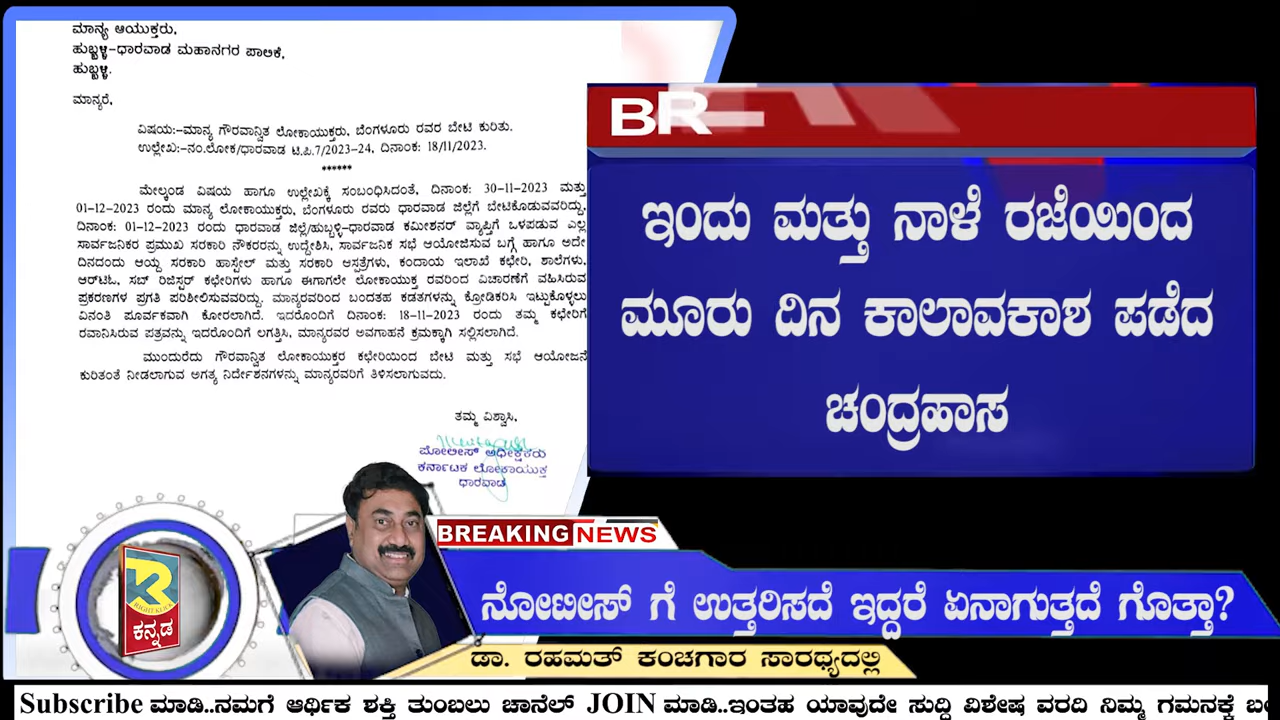 ಮಾನ್ಯ ಆಯುಕ್ತರು,
ಹುಬ್ಬಳ್ಳಿ-ಧಾರವಾಡ ಮಹಾನಗರ ಪಾಲಿಕೆ,
ಹುಬ್ಬಳ್ಳಿ.
ಮಾನ್ಯರೆ,
ವಿಷಯ:-ಮಾನ್ಯ ಗೌರವಾನ್ವಿತ ಲೋಕಾಯುಕ್ತರು, ಬೆಂಗಳೂರು ರವರ ಬೇಟಿ ಕುರಿತು.
ಉಲ್ಲೇಖ:-ನಂ.ಲೋಕ/ಧಾರವಾಡ ಟಿ.ಪಿ.7/2023-24, ದಿನಾಂಕ: 18/11/2023.
******
ಮೇಲ್ಕಂಡ ವಿಷಯ ಹಾಗೂ ಉಲ್ಲೇಖಕ್ಕೆ ಸಂಬಂಧಿಸಿದಂತೆ, ದಿನಾಂಕ: 30-11-2023 ಮತ್ತು
01-12-2023 ರಂದು ಮಾನ್ಯ ಲೋಕಾಯುಕ್ತರು, ಬೆಂಗಳೂರು ರವರು ಧಾರವಾಡ ಜಿಲ್ಲೆಗೆ ಬೇಟಿಕೊಡುವವರಿದ್ದು,
ದಿನಾಂಕ: 01-12-2023 ರಂದು ಧಾರವಾಡ ಜಿಲ್ಲೆ/ಹುಬ್ಬಳ್ಳಿ-ಧಾರವಾಡ ಕಮೀಶನರ್ ವ್ಯಾಪ್ತಿಗೆ ಒಳಪಡುವ ಎಲ್ಲ
ಸಾರ್ವಜನಿಕರ ಪ್ರಮುಖ ಸರಕಾರಿ ನೌಕರರನ್ನು ಉದ್ದೇಶಿಸಿ, ಸಾರ್ವಜನಿಕ ಸಭೆ ಆಯೋಜಿಸುವ ಬಗ್ಗೆ ಹಾಗೂ ಅದೇ
ದಿನದಂದು ಆಯ್ದ ಸರಕಾರಿ ಹಾಸ್ಟೇಲ್ ಮತ್ತು ಸರಕಾರಿ ಆಸ್ಪತ್ರೆಗಳು, ಕಂದಾಯ ಇಲಾಖೆ ಕಛೇರಿ, ಶಾಲೆಗಳು,
ಆರ್‌ಟಿಓ, ಸಬ್ ರಿಜಿಸ್ಟರ್ ಕಛೇರಿಗಳು ಹಾಗೂ ಈಗಾಗಲೇ ಲೋಕಾಯುಕ್ತ ರವರಿಂದ ವಿಚಾರಣೆಗೆ ವಹಿಸಿರುವ
ಪ್ರಕರಣಗಳ ಪ್ರಗತಿ ಪರಿಶೀಲಿಸುವವರಿದ್ದು, ಮಾನ್ಯರವರಿಂದ ಬಂದತಹ ಕಡತಗಳನ್ನು ಕ್ರೋಡಿಕರಿಸಿ ಇಟ್ಟುಕೊಳ್ಳಲು
ವಿನಂತಿ ಪೂರ್ವಕವಾಗಿ ಕೋರಲಾಗಿದೆ. ಇದರೊಂದಿಗೆ ದಿನಾಂಕ: 18-11-2023 ರಂದು ತಮ್ಮ ಕಛೇರಿಗೆ
ರವಾನಿಸಿರುವ ಪತ್ರವನ್ನು ಇದರೊಂದಿಗೆ ಲಗತ್ತಿಸಿ, ಮಾನ್ಯರವರ ಅವಗಾಹನೆ ಕ್ರಮಕ್ಕಾಗಿ ಸಲ್ಲಿಸಲಾಗಿದೆ.
ಮುಂದುರೆದು ಗೌರವಾನ್ವಿತ ಲೋಕಾಯುಕ್ತರ ಕಛೇರಿಯಿಂದ ಬೇಟಿ ಮತ್ತು ಸಭೆ ಆಯೋಜನೆ
ಕುರಿತಂತೆ ನೀಡಲಾಗುವ ಅಗತ್ಯ ನಿರ್ದೇಶನಗಳನ್ನು ಮಾನ್ಯರವರಿಗೆ ತಿಳಿಸಲಾಗುವದು.
ತಮ್ಮ ವಿಶ್ವಾಸಿ,
ಪೋಲೀಸ್ ಅಧೀಕ್ಷಕರು
ಕರ್ನಾಟಕ ಲೋಕಾಯುಕ್ತ
ಧಾರವಾಡ
BR
ಇಂದು ಮತ್ತು ನಾಳೆ ರಜೆಯಿಂದ
ಮೂರು ದಿನ ಕಾಲಾವಕಾಶ ಪಡೆದ
ಚಂದ್ರಹಾಸ
BREAKING NEWS
ನೋಟೀಸ್ ಗೆ ಉತ್ತರಿಸದೆ ಇದ್ದರೆ ಏನಾಗುತ್ತದೆ ಗೊತ್ತಾ?
ಡಾ. ರಹಮತ್ ಕಂಚಗಾರ ಸಾರಥ್ಯದಲ್ಲಿ
ಕನ್ನಡ
Subscribe ಮಾಡಿ..ನಮಗೆ ಆರ್ಥಿಕ ಶಕ್ತಿ ತುಂಬಲು ಚಾನೆಲ್ JOIN ಮಾಡಿ..ಇಂತಹ ಯಾವುದೇ ಸುದ್ದಿ ವಿಶೇಷ ವರದಿ ನಿಮ್ಮ ಗಮನಕ್ಕೆ